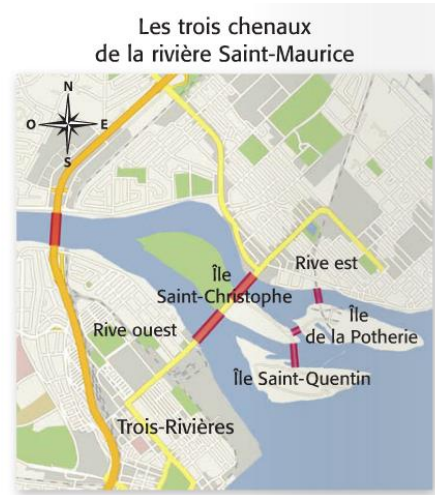 Les trois chenaux
de la rivière Saint-Maurice
N
O
E
S
Île
Saint-Christophe
Rive est
Rive ouest
Île
de la Potherie
Île Saint-Quentin
Trois-Rivières